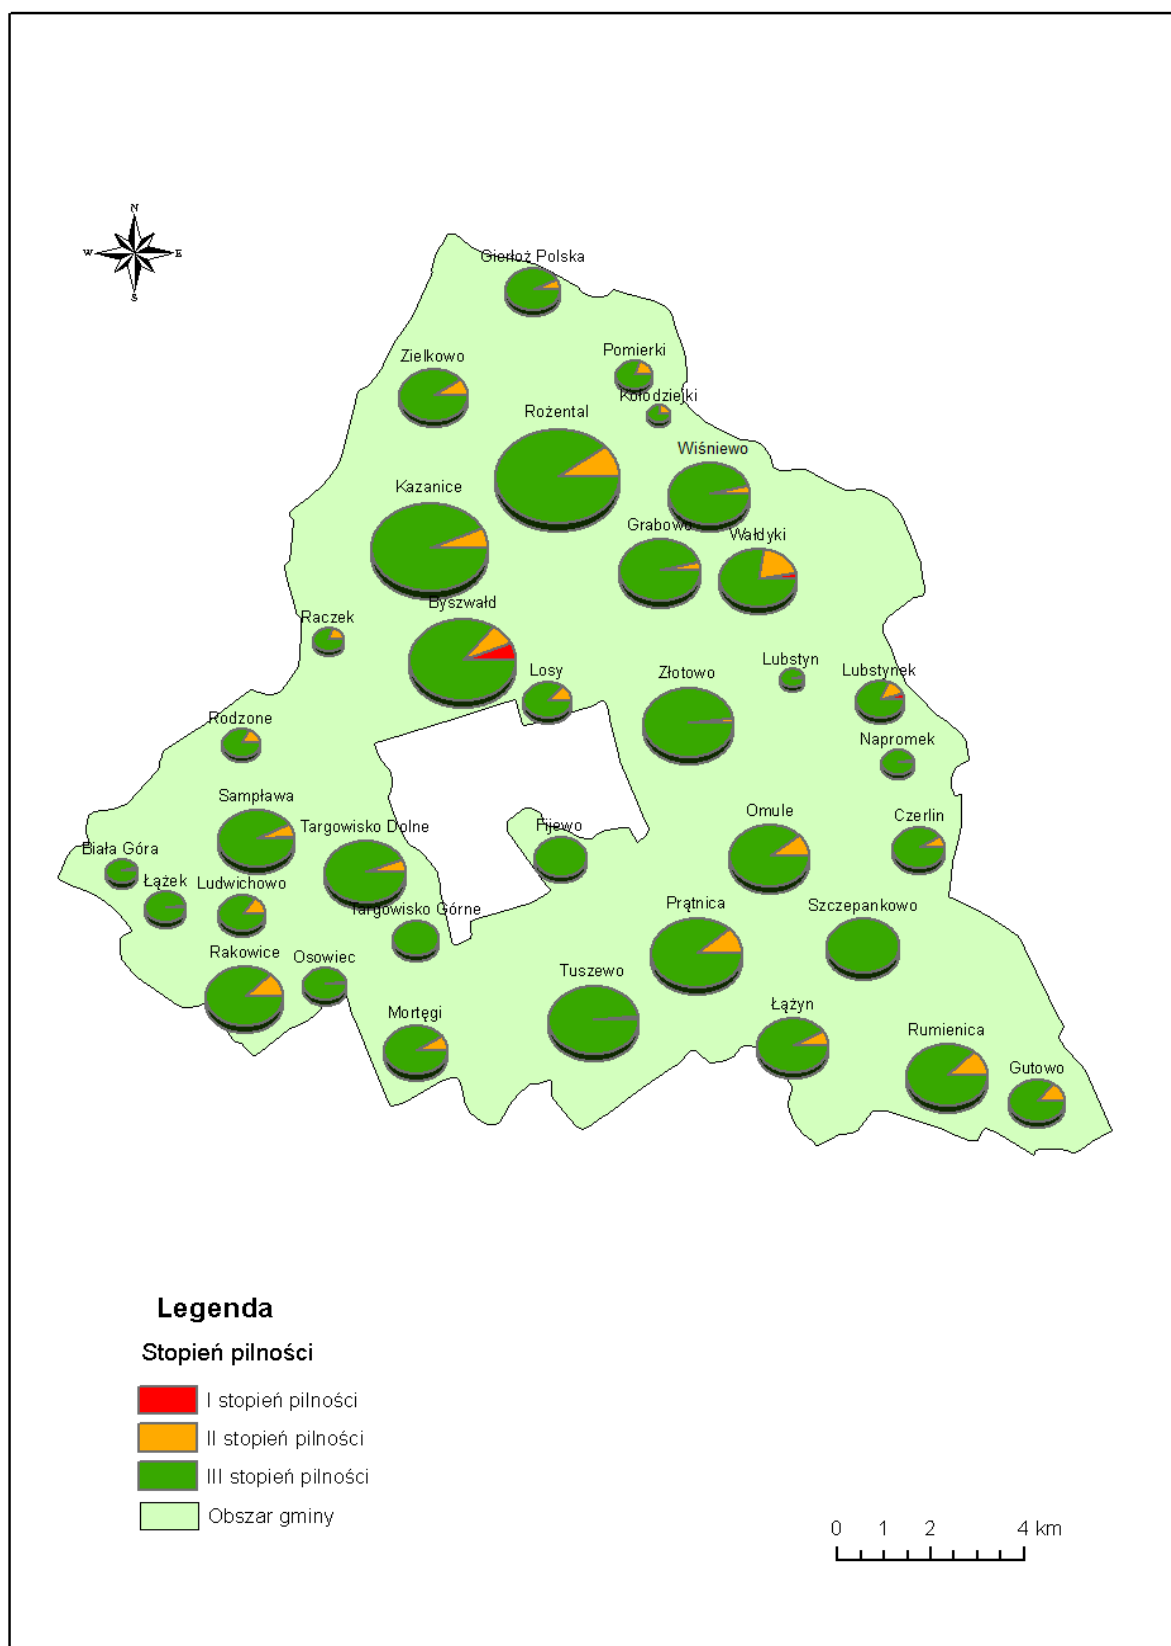 N
W E
S
Gierłoż Polska
Pomierki
Zielkowo
Kołodziejki
Rożental
Wiśniewo
Kazanice
Grabowo
Wałdyki
Byszwałd
Raczek
Losy
Złotowo
Lubstyn
Lubstynek
Rodzone
Napromek
Sampława
Targowisko Dolne
Fijewo
Omule
Czerlin
Biała Góra
Łążek
Ludwichowo
Targowisko Górne
Prątnica
Szczepankowo
Rakowice
Osowiec
Tuszewo
Mortęgi
Łążyn
Rumienica
Gutowo
Legenda
Stopień pilności
I stopień pilności
II stopień pilności
III stopień pilności
Obszar gminy
0 1 2 4 km